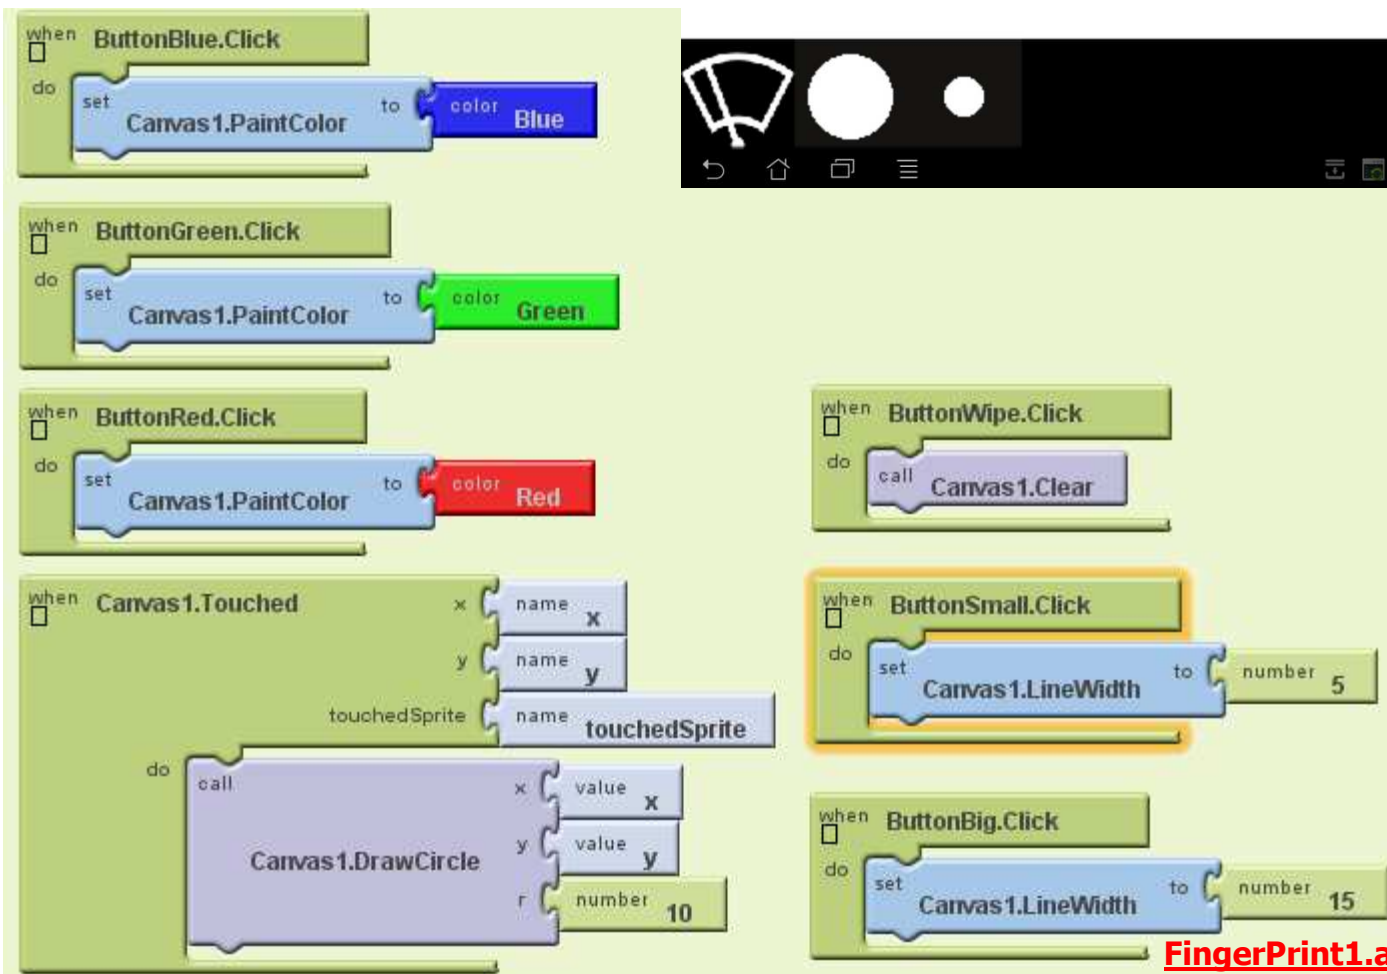 when ButtonBlue.Click
do set Canvas1.PaintColor to color Blue
when ButtonGreen.Click
do set Canvas1.PaintColor to color Green
when ButtonRed.Click
do set Canvas1.PaintColor to color Red
when Canvas1.Touched x name x
y name y
touchedSprite name touchedSprite
do call x value x
Canvas1.DrawCircle y value y
r number 10
when ButtonWipe.Click
do call Canvas1.Clear
when ButtonSmall.Click
do set Canvas1.LineWidth to number 5
when ButtonBig.Click
do set Canvas1.LineWidth to number 15
FingerPrint1.a